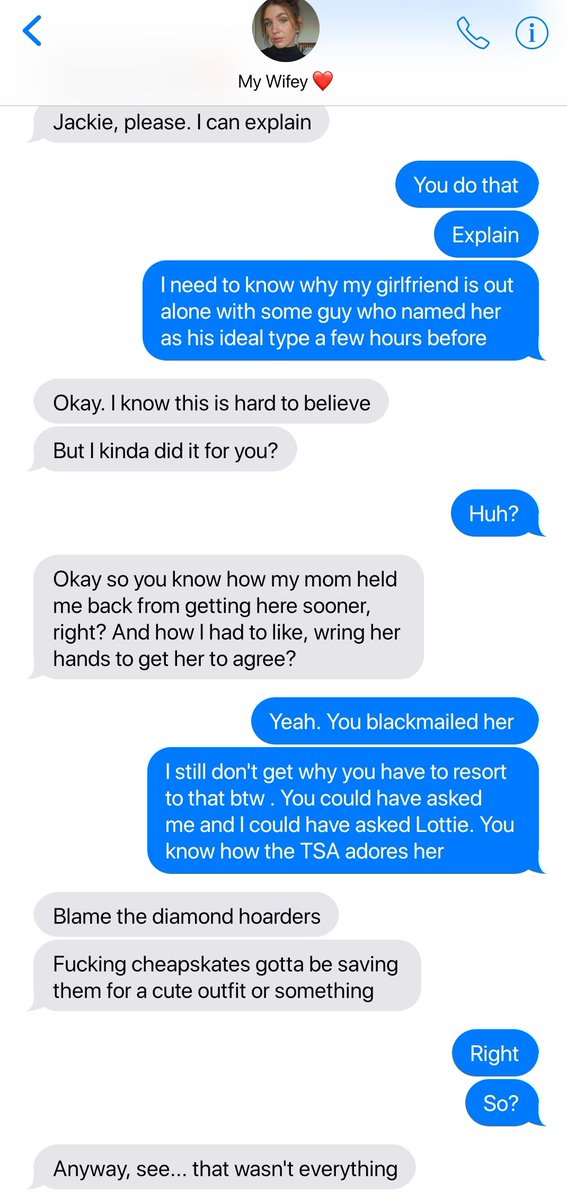 My Wifey ❤️
Jackie, please. I can explain
You do that
Explain
I need to know why my girlfriend is out
alone with some guy who named her
as his ideal type a few hours before
Okay. I know this is hard to believe
But I kinda did it for you?
Huh?
Okay so you know how my mom held
me back from getting here sooner,
right? And how I had to like, wring her
hands to get her to agree?
Yeah. You blackmailed her
I still don't get why you have to resort
to that btw . You could have asked
me and I could have asked Lottie. You
know how the TSA adores her
Blame the diamond hoarders
Fucking cheapskates gotta be saving
them for a cute outfit or something
Right
So?
Anyway, see... that wasn't everything